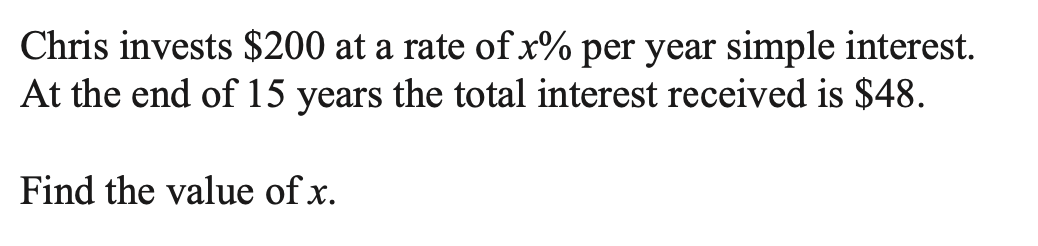 Chris invests $200 at a rate of x% per year simple interest.
At the end of 15 years the total interest received is $48.
Find the value of x.